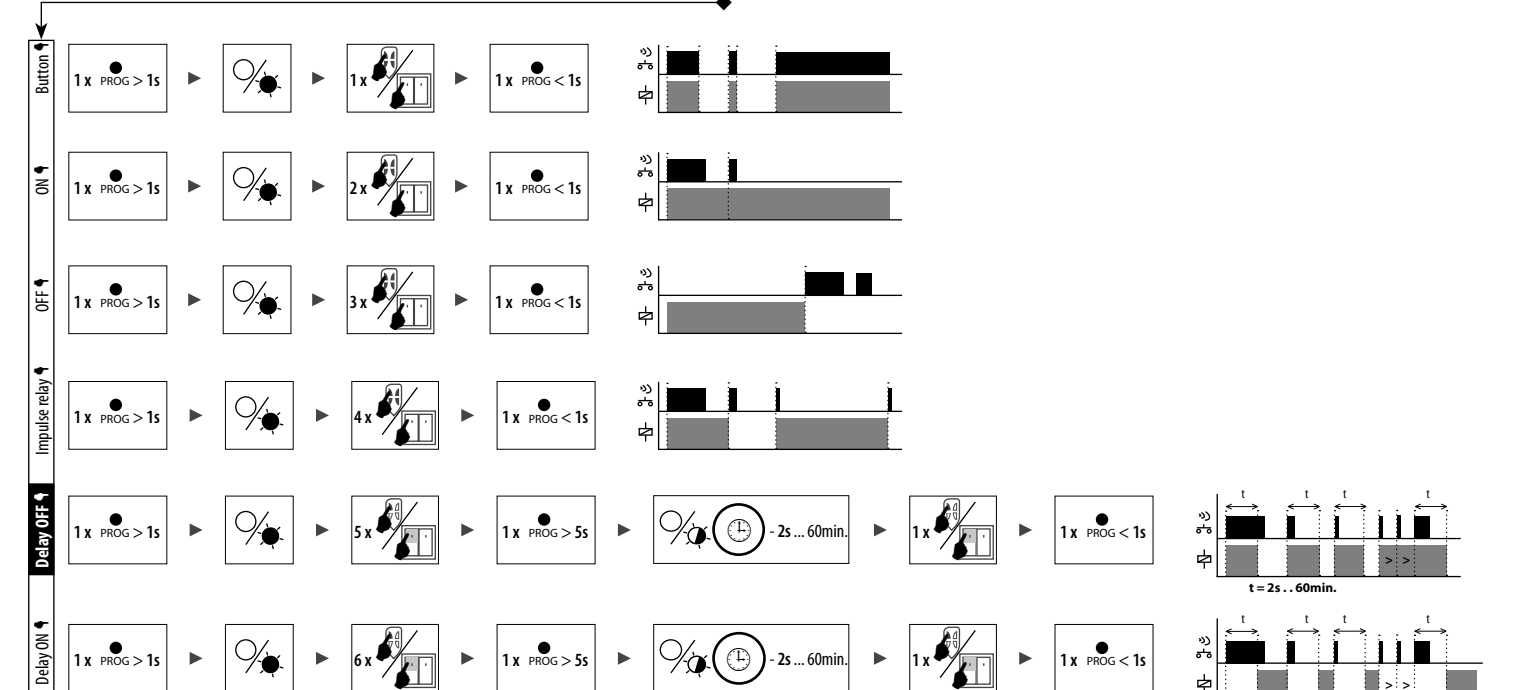 Button
1 x PROG > 1s
1 x
1 x PROG < 1s
ON
1 x PROG > 1s
2 x
1 x PROG < 1s
OFF
1 x PROG > 1s
3 x
1 x PROG < 1s
Impulse relay
1 x PROG > 1s
4 x
1 x PROG < 1s
Delay OFF
1 x PROG > 1s
5 x
1 x PROG > 5s
- 2s ... 60min.
1 x
1 x PROG < 1s
t t t t
> >
t = 2s . . 60min.
Delay ON
1 x PROG > 1s
6 x
1 x PROG > 5s
- 2s ... 60min.
1 x
1 x PROG < 1s
t t t t
> >